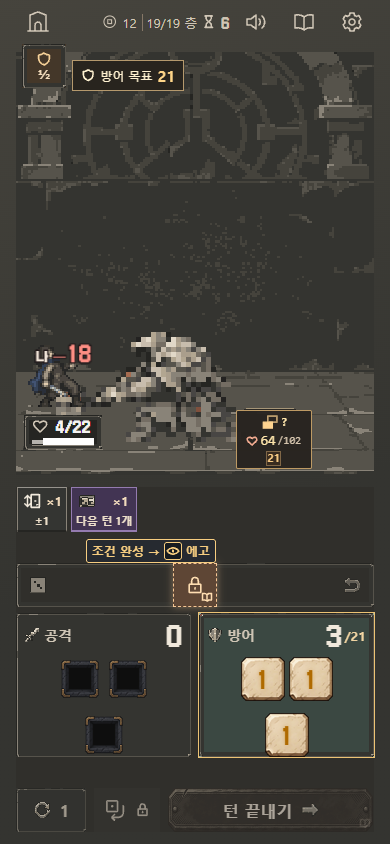 12 19/19 층 6
½
방어 목표 21
나 -18
4/22
?
64/102
21
×1
±1
×1
다음 턴 1개
조건 완성 → 예고
공격 0
방어 3/21
1 1
1
1
턴 끝내기 →